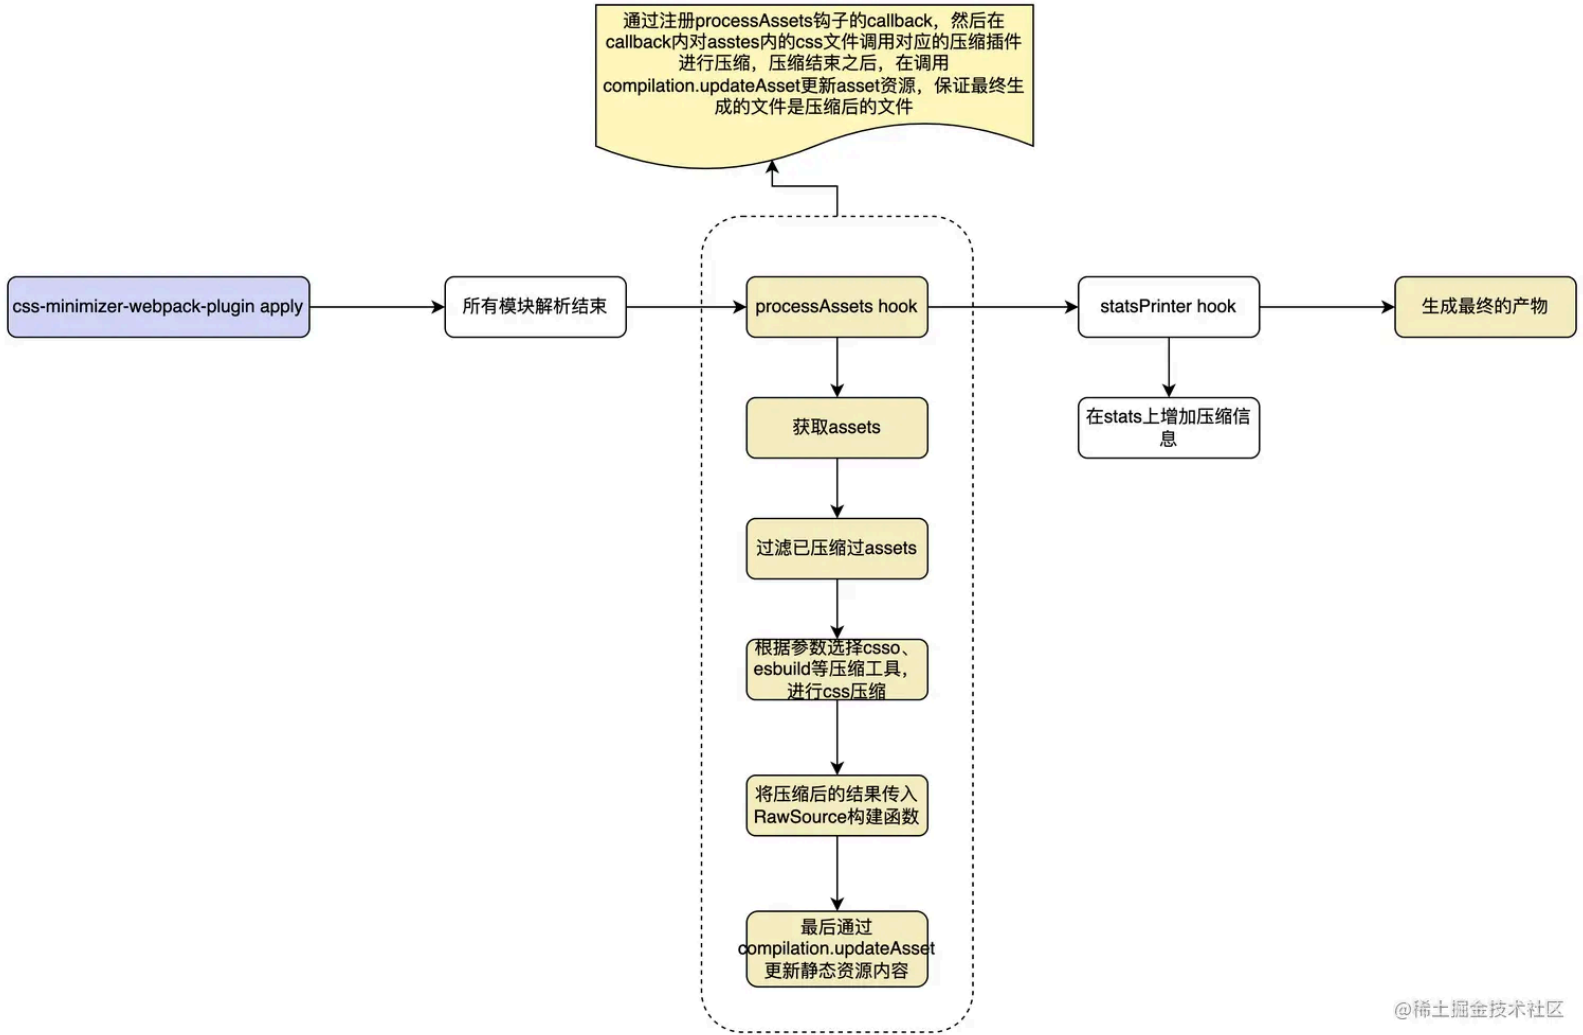 通过注册processAssets钩子的callback，然后在
callback内对asstes内的css文件调用对应的压缩插件
进行压缩，压缩结束之后，在调用
compilation.updateAsset更新asset资源，保证最终生
成的文件是压缩后的文件
css-minimizer-webpack-plugin apply
所有模块解析结束
processAssets hook
statsPrinter hook
生成最终的产物
获取assets
在stats上增加压缩信
息
过滤已压缩过assets
根据参数选择csso、
esbuild等压缩工具，
进行css压缩
将压缩后的结果传入
RawSource构建函数
最后通过
compilation.updateAsset
更新静态资源内容
@稀土掘金技术社区